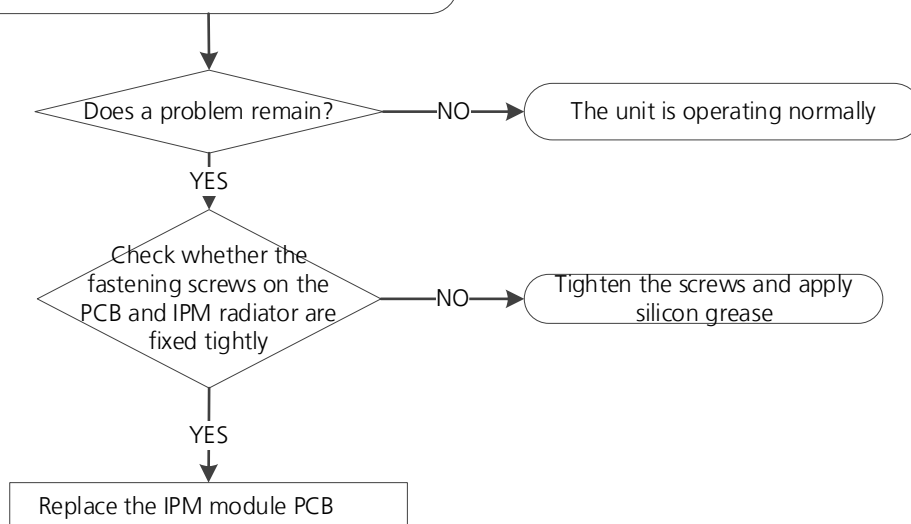 Does a problem remain?
NO
The unit is operating normally
YES
Check whether the
fastening screws on the
PCB and IPM radiator are
fixed tightly
NO
Tighten the screws and apply
silicon grease
YES
Replace the IPM module PCB